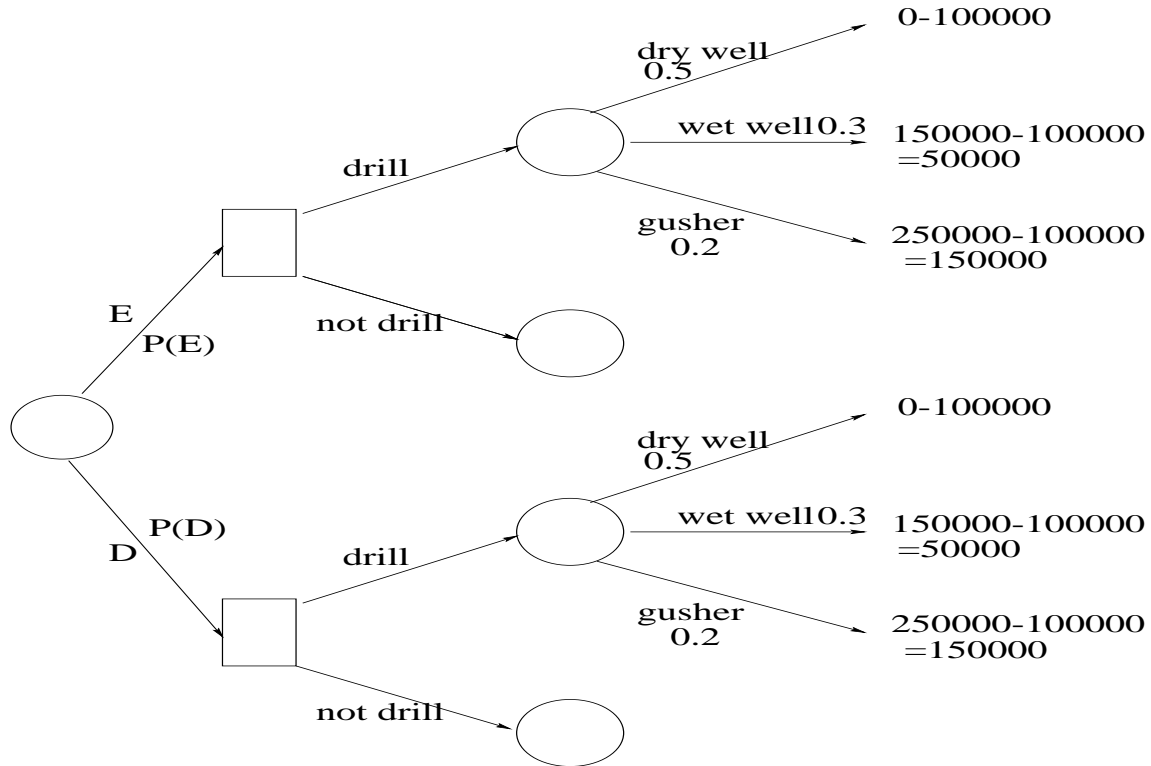 0-100000
dry well
0.5
wet well0.3
150000-100000
=50000
drill
gusher
0.2
250000-100000
=150000
E
P(E)
not drill
0-100000
dry well
0.5
wet well0.3
150000-100000
=50000
P(D)
D
drill
gusher
0.2
250000-100000
=150000
not drill